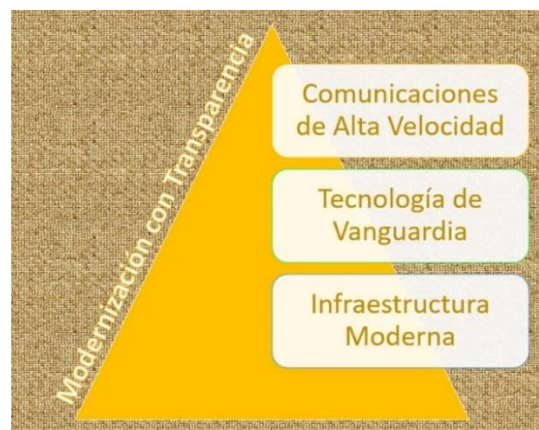 Modernización con Transparencia
Comunicaciones
de Alta Velocidad
Tecnología de
Vanguardia
Infraestructura
Moderna